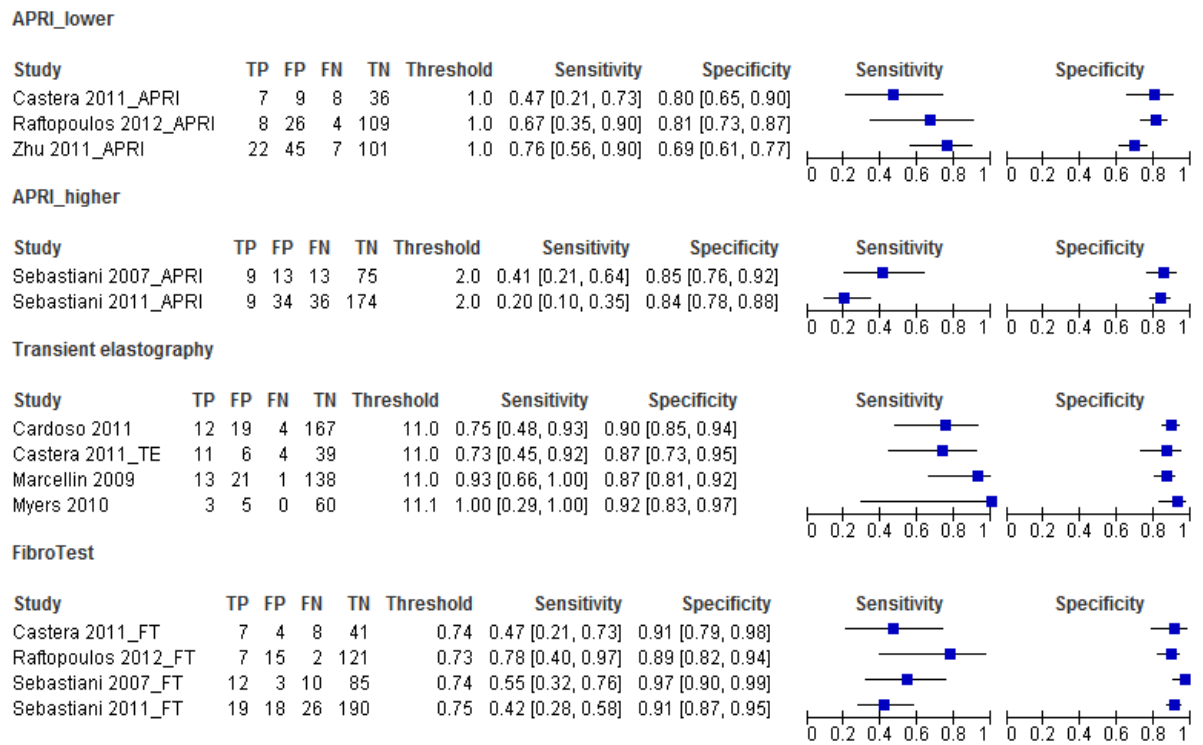 APRI_lower
Study TP FP FN TN Threshold Sensitivity Specificity Sensitivity Specificity
Castera 2011_APRI 7 9 8 36 1.0 0.47 [0.21, 0.73] 0.80 [0.65, 0.90]
Raftopoulos 2012_APRI 8 26 4 109 1.0 0.67 [0.35, 0.90] 0.81 [0.73, 0.87]
Zhu 2011_APRI 22 45 7 101 1.0 0.76 [0.56, 0.90] 0.69 [0.61, 0.77]
0 0.2 0.4 0.6 0.8 1 0 0.2 0.4 0.6 0.8 1
APRI_higher
Study TP FP FN TN Threshold Sensitivity Specificity Sensitivity Specificity
Sebastiani 2007_APRI 9 13 13 75 2.0 0.41 [0.21, 0.64] 0.85 [0.76, 0.92]
Sebastiani 2011_APRI 9 34 36 174 2.0 0.20 [0.10, 0.35] 0.84 [0.78, 0.88]
0 0.2 0.4 0.6 0.8 1 0 0.2 0.4 0.6 0.8 1
Transient elastography
Study TP FP FN TN Threshold Sensitivity Specificity Sensitivity Specificity
Cardoso 2011 12 19 4 167 11.0 0.75 [0.48, 0.93] 0.90 [0.85, 0.94]
Castera 2011_TE 11 6 4 39 11.0 0.73 [0.45, 0.92] 0.87 [0.73, 0.95]
Marcellin 2009 13 21 1 138 11.0 0.93 [0.66, 1.00] 0.87 [0.81, 0.92]
Myers 2010 3 5 0 60 11.1 1.00 [0.29, 1.00] 0.92 [0.83, 0.97]
0 0.2 0.4 0.6 0.8 1 0 0.2 0.4 0.6 0.8 1
FibroTest
Study TP FP FN TN Threshold Sensitivity Specificity Sensitivity Specificity
Castera 2011_FT 7 4 8 41 0.74 0.47 [0.21, 0.73] 0.91 [0.79, 0.98]
Raftopoulos 2012_FT 7 15 2 121 0.73 0.78 [0.40, 0.97] 0.89 [0.82, 0.94]
Sebastiani 2007_FT 12 3 10 85 0.74 0.55 [0.32, 0.76] 0.97 [0.90, 0.99]
Sebastiani 2011_FT 19 18 26 190 0.75 0.42 [0.28, 0.58] 0.91 [0.87, 0.95]
0 0.2 0.4 0.6 0.8 1 0 0.2 0.4 0.6 0.8 1